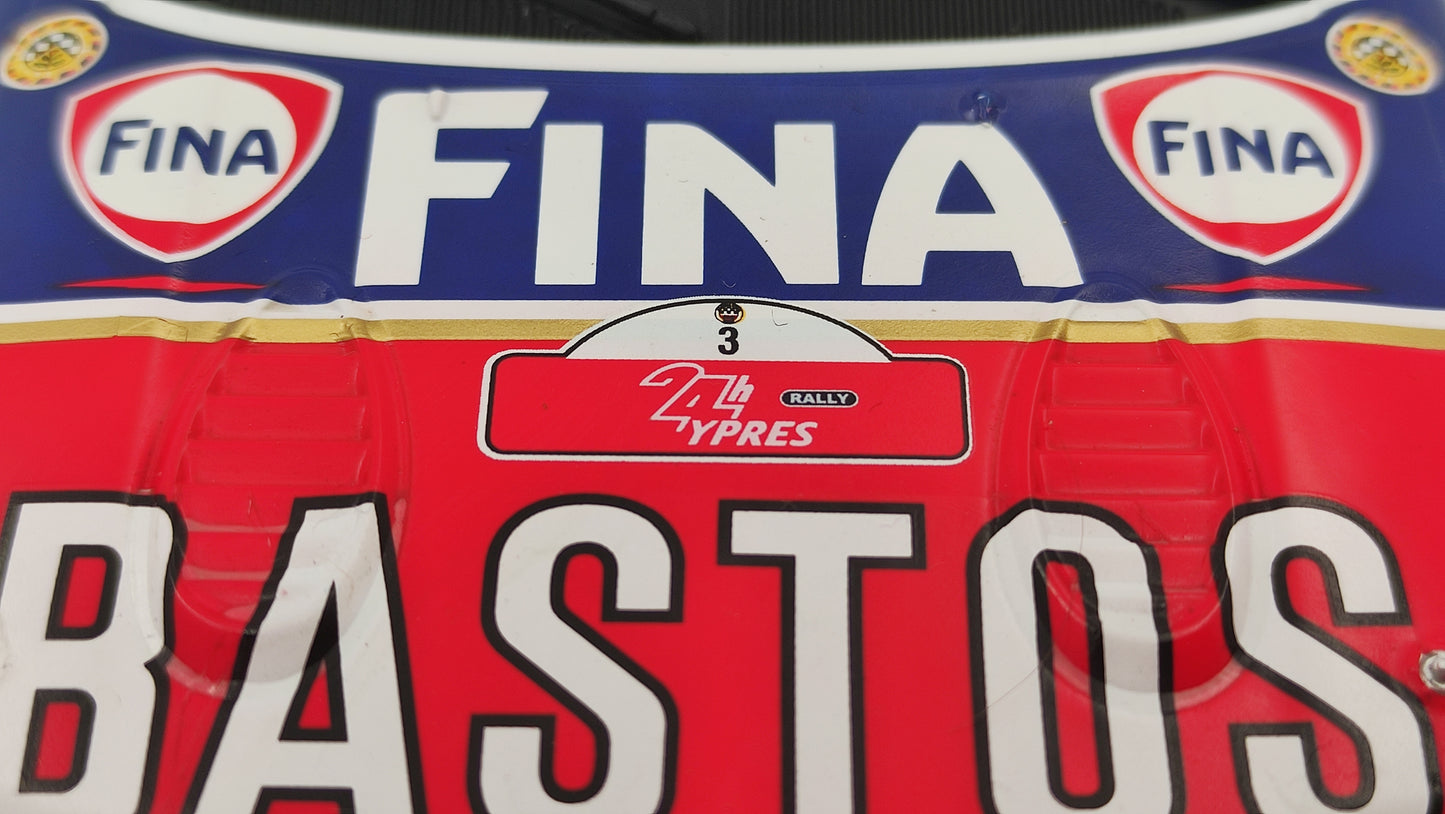 FINA
FINA
FINA
3
24h
RALLY
YPRES
BASTOS